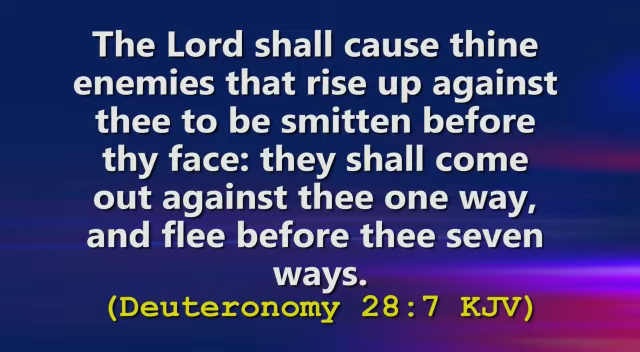 The Lord shall cause thine
enemies that rise up against
thee to be smitten before
thy face: they shall come
out against thee one way,
and flee before thee seven
ways.
(Deuteronomy 28:7 KJV)